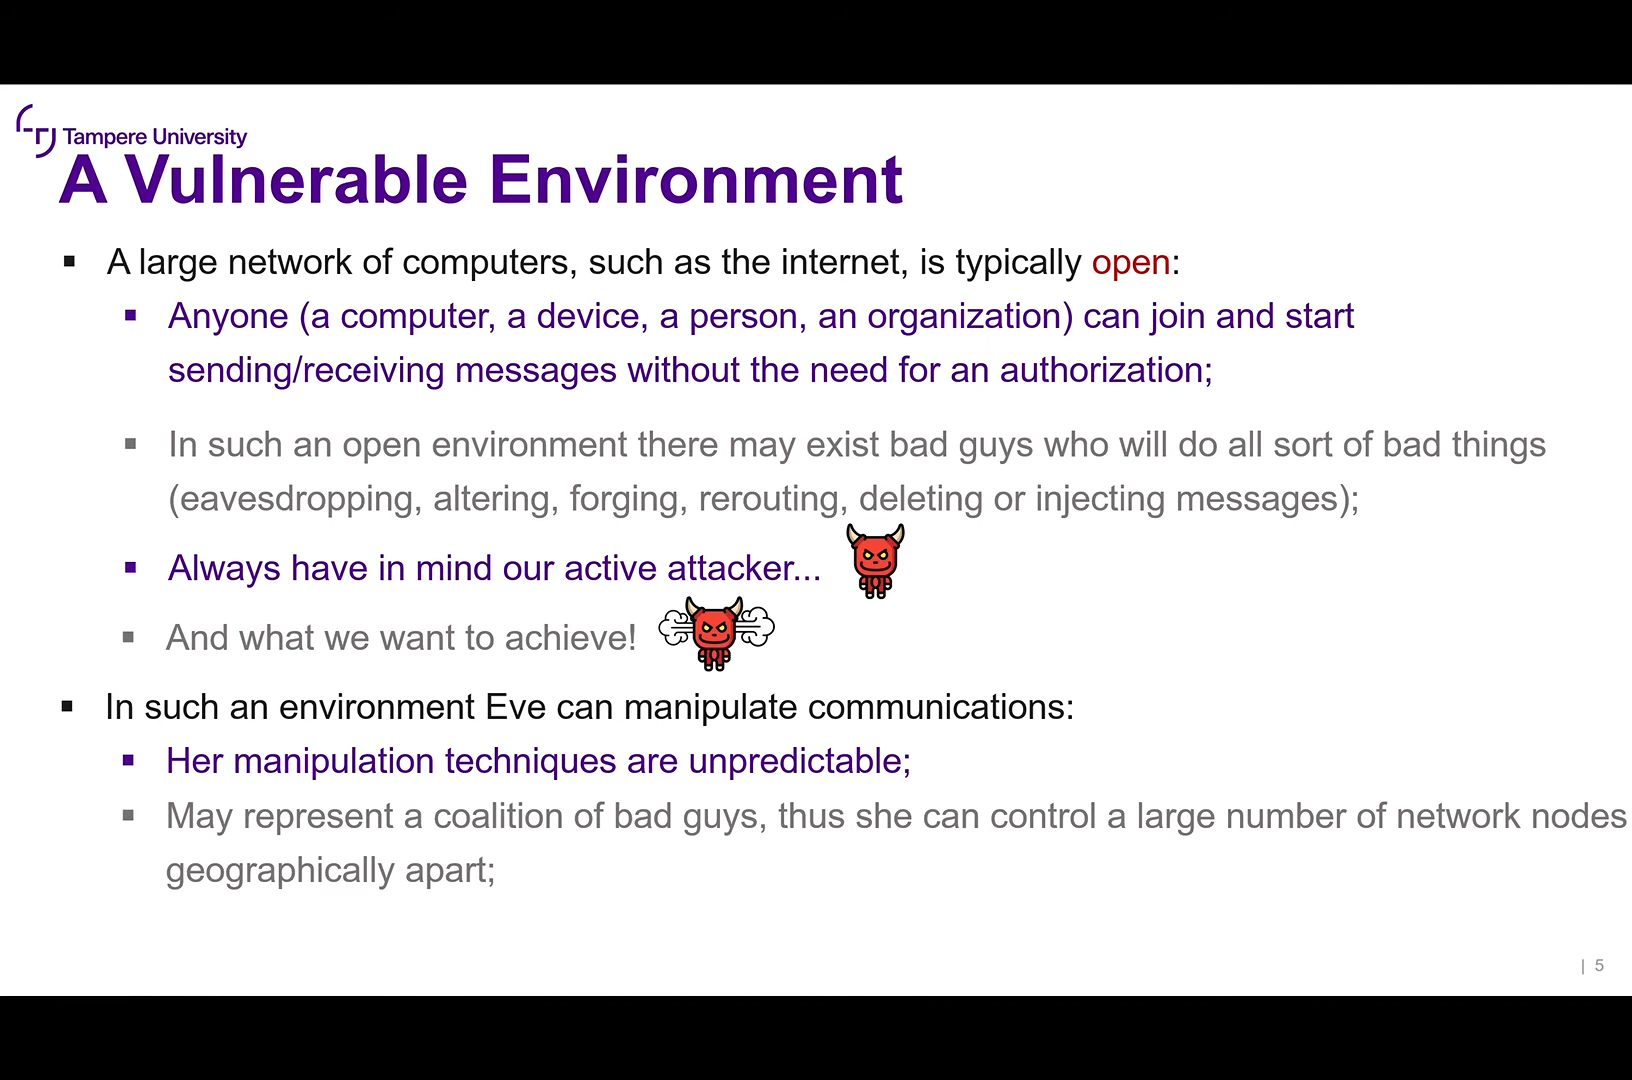 Tampere University
A Vulnerable Environment
▪ A large network of computers, such as the internet, is typically open:
▪ Anyone (a computer, a device, a person, an organization) can join and start
sending/receiving messages without the need for an authorization;
▪ In such an open environment there may exist bad guys who will do all sort of bad things
(eavesdropping, altering, forging, rerouting, deleting or injecting messages);
▪ Always have in mind our active attacker...
▪ And what we want to achieve!
▪ In such an environment Eve can manipulate communications:
▪ Her manipulation techniques are unpredictable;
▪ May represent a coalition of bad guys, thus she can control a large number of network nodes
geographically apart;
| 5